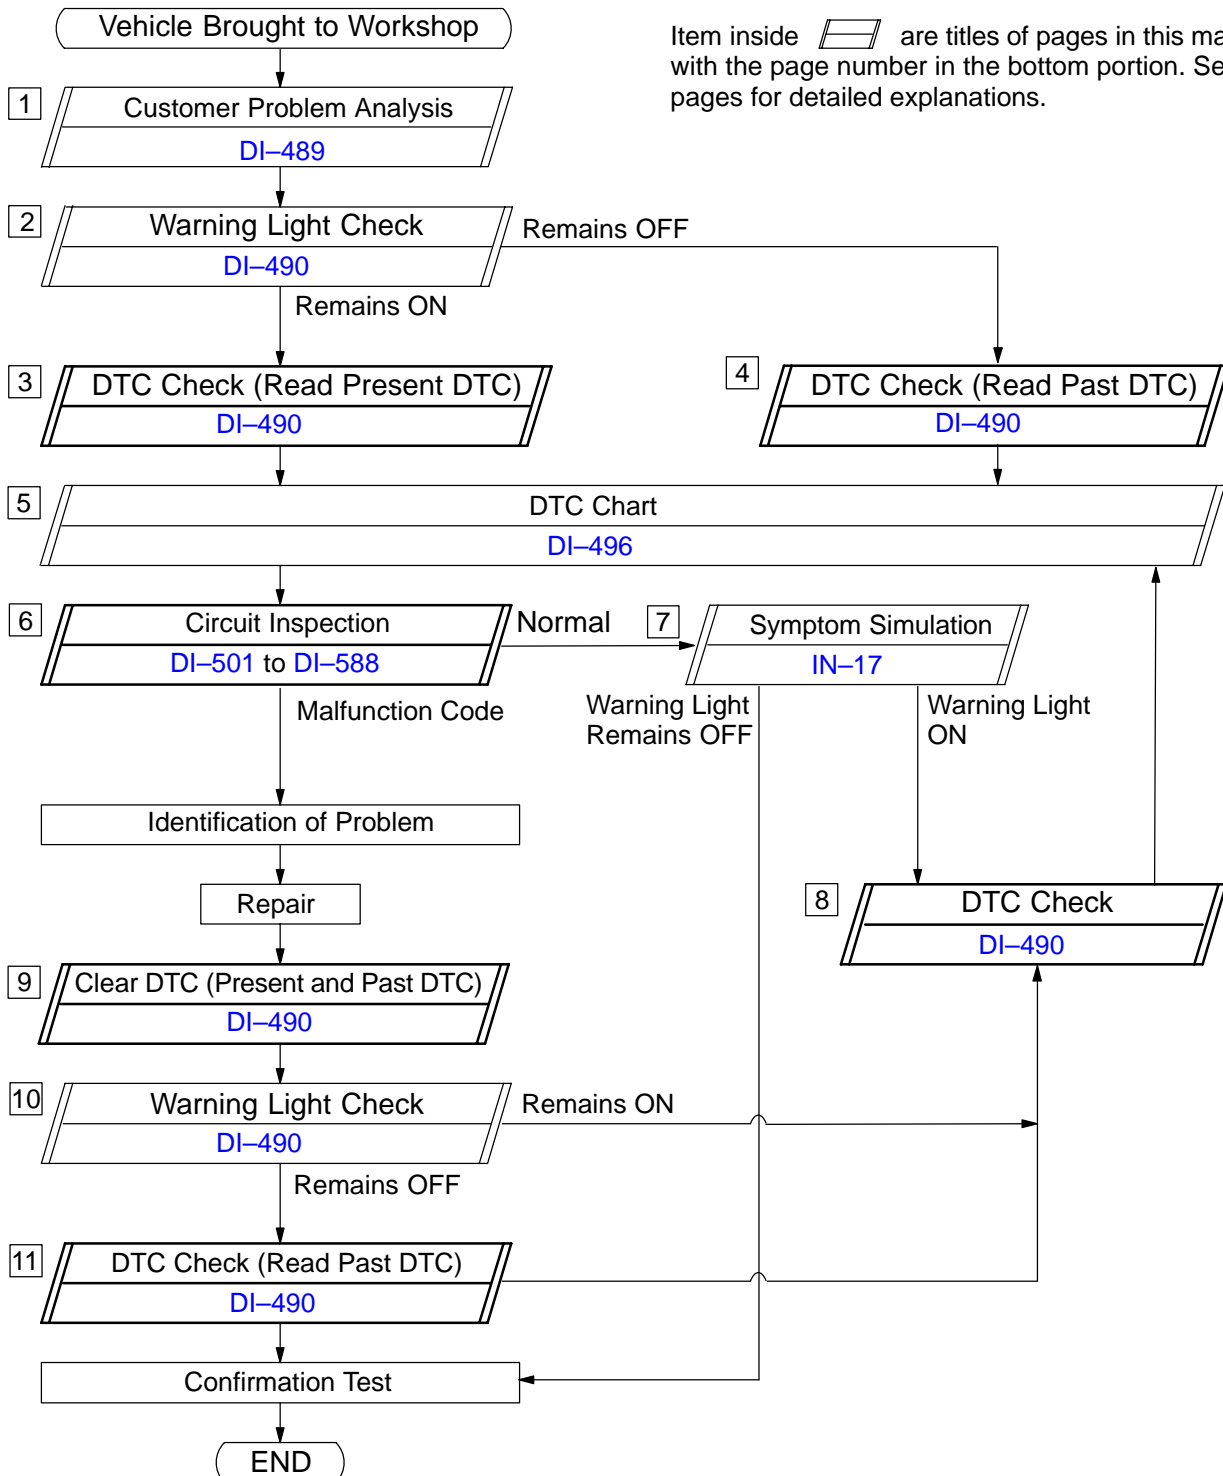 Vehicle Brought to Workshop
Item inside are titles of pages in this
with the page number in the bottom portion.
pages for detailed explanations.
1
Customer Problem Analysis
DI–489
2
Warning Light Check
DI–490
Remains OFF
Remains ON
3
DTC Check (Read Present DTC)
DI–490
4
DTC Check (Read Past DTC)
DI–490
5
DTC Chart
DI–496
6
Circuit Inspection
DI–501 to DI–588
Normal
7
Symptom Simulation
IN–17
Malfunction Code
Warning Light
Remains OFF
Warning Light
ON
Identification of Problem
Repair
8
DTC Check
DI–490
9
Clear DTC (Present and Past DTC)
DI–490
10
Warning Light Check
DI–490
Remains ON
Remains OFF
11
DTC Check (Read Past DTC)
DI–490
Confirmation Test
END